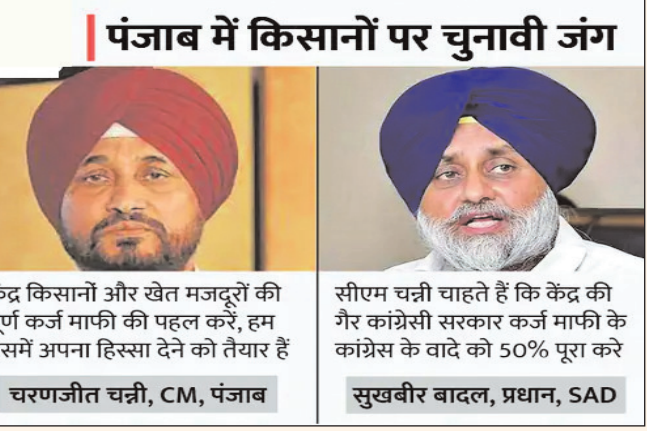 पंजाब में किसानों पर चुनावी जंग
किसानों और खेत मजदूरों की
कर्ज माफी की पहल करें, हम
अपना हिस्सा देने को तैयार हैं
चरणजीत चन्नी, CM, पंजाब
सीएम चन्नी चाहते हैं कि केंद्र की
गैर कांग्रेसी सरकार कर्ज माफी के
कांग्रेस के वादे को 50% पूरा करे
सुखबीर बादल, प्रधान, SAD